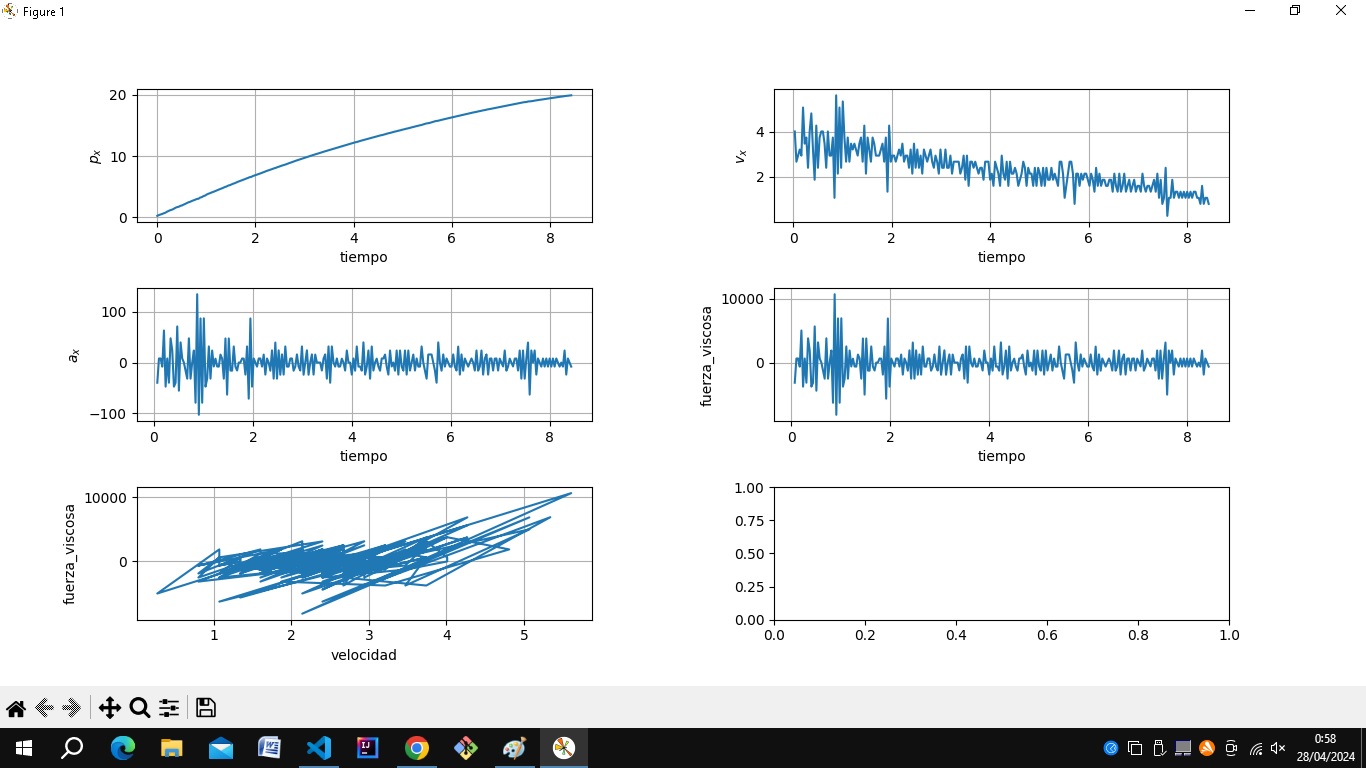 Figure 1
20
10
0
p_x
0 2 4 6 8
tiempo
4
2
v_x
0 2 4 6 8
tiempo
100
0
−100
a_x
0 2 4 6 8
tiempo
10000
0
fuerza_viscosa
0 2 4 6 8
tiempo
10000
0
fuerza_viscosa
1 2 3 4 5
velocidad
1.00
0.75
0.50
0.25
0.00
0.0 0.2 0.4 0.6 0.8 1.0
0:58
28/04/2024